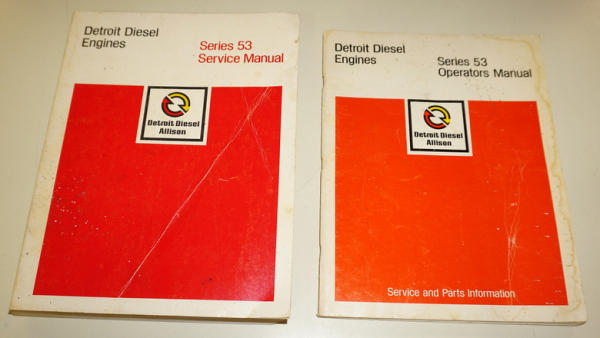 Detroit Diesel
Engines
Series 53
Service Manual
Detroit Diesel
Allison
Detroit Diesel
Engines
Series 53
Operators Manual
Detroit Diesel
Allison
Service and Parts Information